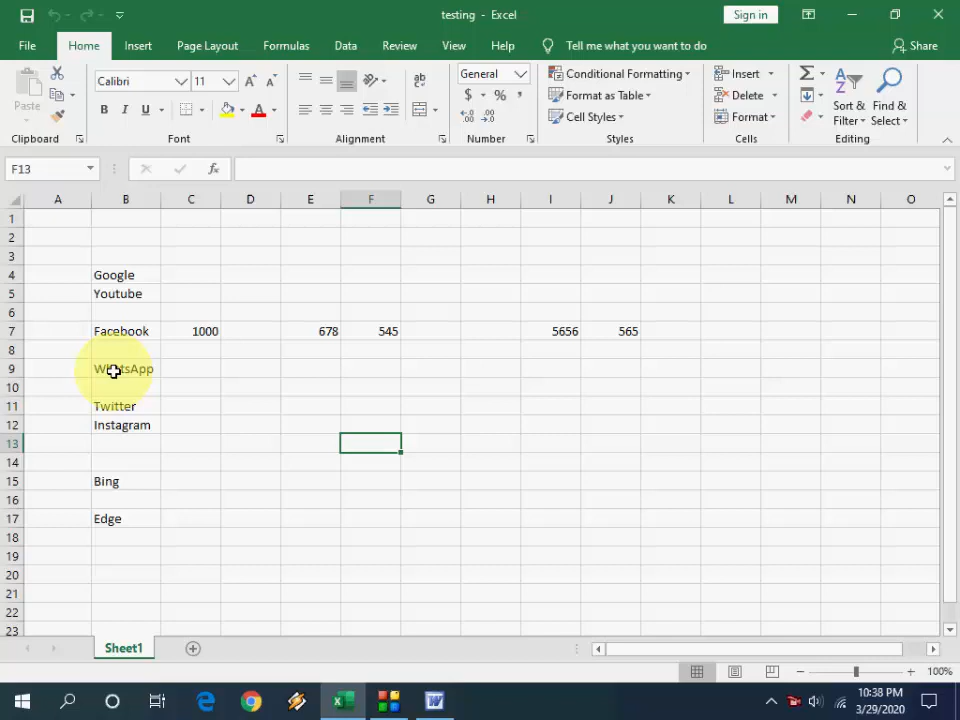 testing - Excel
Sign in
File Home Insert Page Layout Formulas Data Review View Help Tell me what you want to do Share
Paste
Clipboard
Calibri 11
B I U
Font
Alignment
General
$ % ,
Number
Conditional Formatting
Format as Table
Cell Styles
Styles
Insert
Delete
Format
Cells
Sort & Filter
Find & Select
Editing
F13
fx
A B C D E F G H I J K L M N O
1
2
3
4 Google
5 Youtube
6
7 Facebook 1000 678 545 5656 565
8
9 WhatsApp
10
11 Twitter
12 Instagram
13
14
15 Bing
16
17 Edge
18
19
20
21
22
23
Sheet1
100%
10:38 PM
3/29/2020